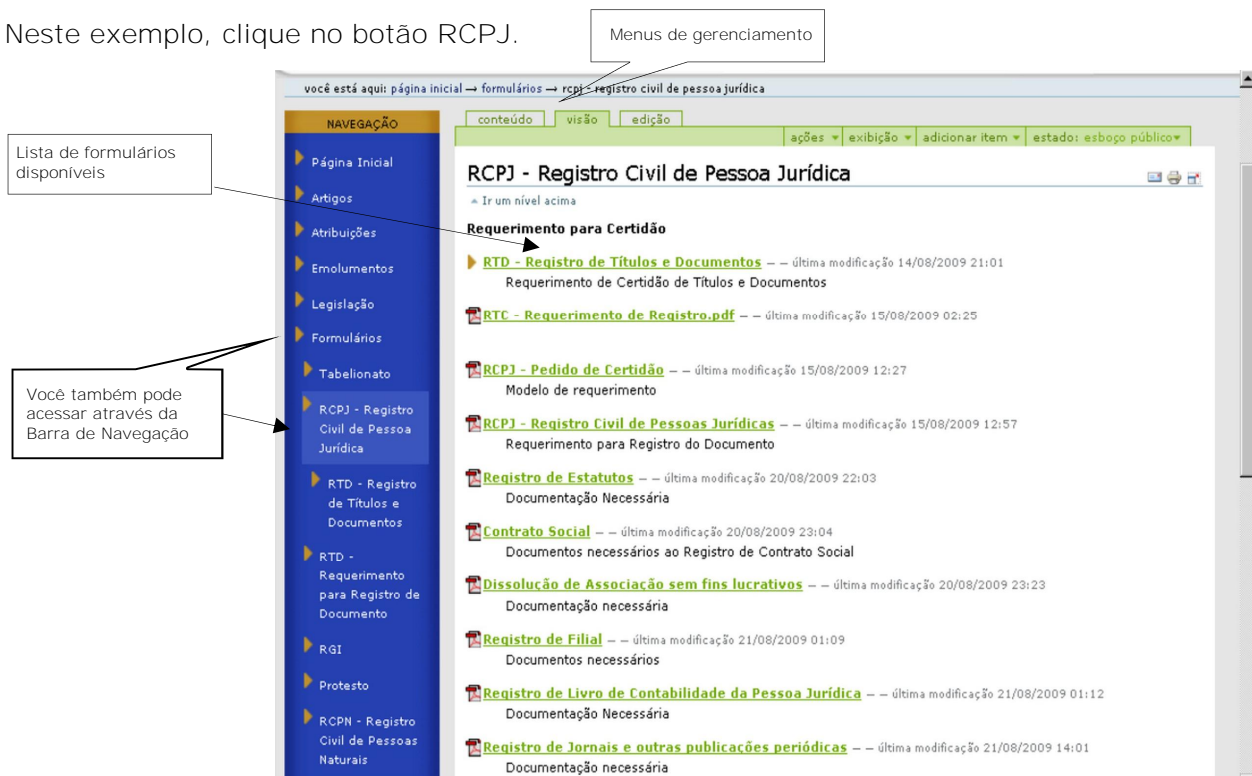 Neste exemplo, clique no botão RCPJ.
Menus de gerenciamento
você está aqui: página inicial → formulários → rcpj - registro civil de pessoa jurídica
NAVEGAÇÃO
Página Inicial
Artigos
Atribuições
Emolumentos
Legislação
Formulários
Tabelionato
RCPJ - Registro
Civil de Pessoa
Jurídica
RTD - Registro
de Títulos e
Documentos
RTD -
Requerimento
para Registro de
Documento
RGI
Protesto
RCPN - Registro
Civil de Pessoas
Naturais
Lista de formulários
disponíveis
Você também pode
acessar através da
Barra de Navegação
conteúdo visão edição
ações exibição adicionar item estado: esboço público
RCPJ - Registro Civil de Pessoa Jurídica
Ir um nível acima
Requerimento para Certidão
RTD - Registro de Títulos e Documentos — — última modificação 14/08/2009 21:01
Requerimento de Certidão de Títulos e Documentos
RTC - Requerimento de Registro.pdf — — última modificação 15/08/2009 02:25
RCPJ - Pedido de Certidão — — última modificação 15/08/2009 12:27
Modelo de requerimento
RCPJ - Registro Civil de Pessoas Jurídicas — — última modificação 15/08/2009 12:57
Requerimento para Registro do Documento
Registro de Estatutos — — última modificação 20/08/2009 22:03
Documentação Necessária
Contrato Social — — última modificação 20/08/2009 23:04
Documentos necessários ao Registro de Contrato Social
Dissolução de Associação sem fins lucrativos — — última modificação 20/08/2009 23:23
Documentação necessária
Registro de Filial — — última modificação 21/08/2009 01:09
Documentos necessários
Registro de Livro de Contabilidade da Pessoa Jurídica — — última modificação 21/08/2009 01:12
Documentação Necessária
Registro de Jornais e outras publicações periódicas — — última modificação 21/08/2009 14:01
Documentação necessária